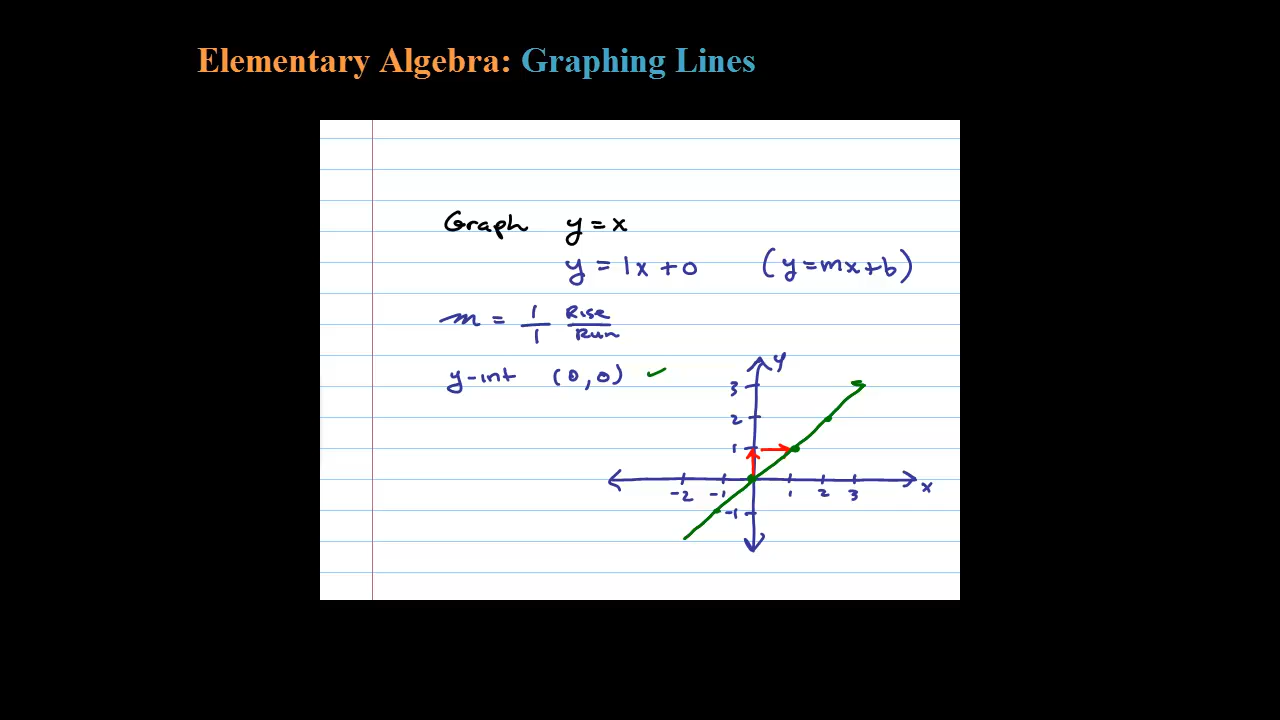 Elementary Algebra: Graphing Lines
Graph y = x
y = 1x + 0 (y = mx + b)
m = 1/1 Rise/Run
y-int (0, 0) ✓
y
3
2
1
-2 -1 1 2 3 x
-1